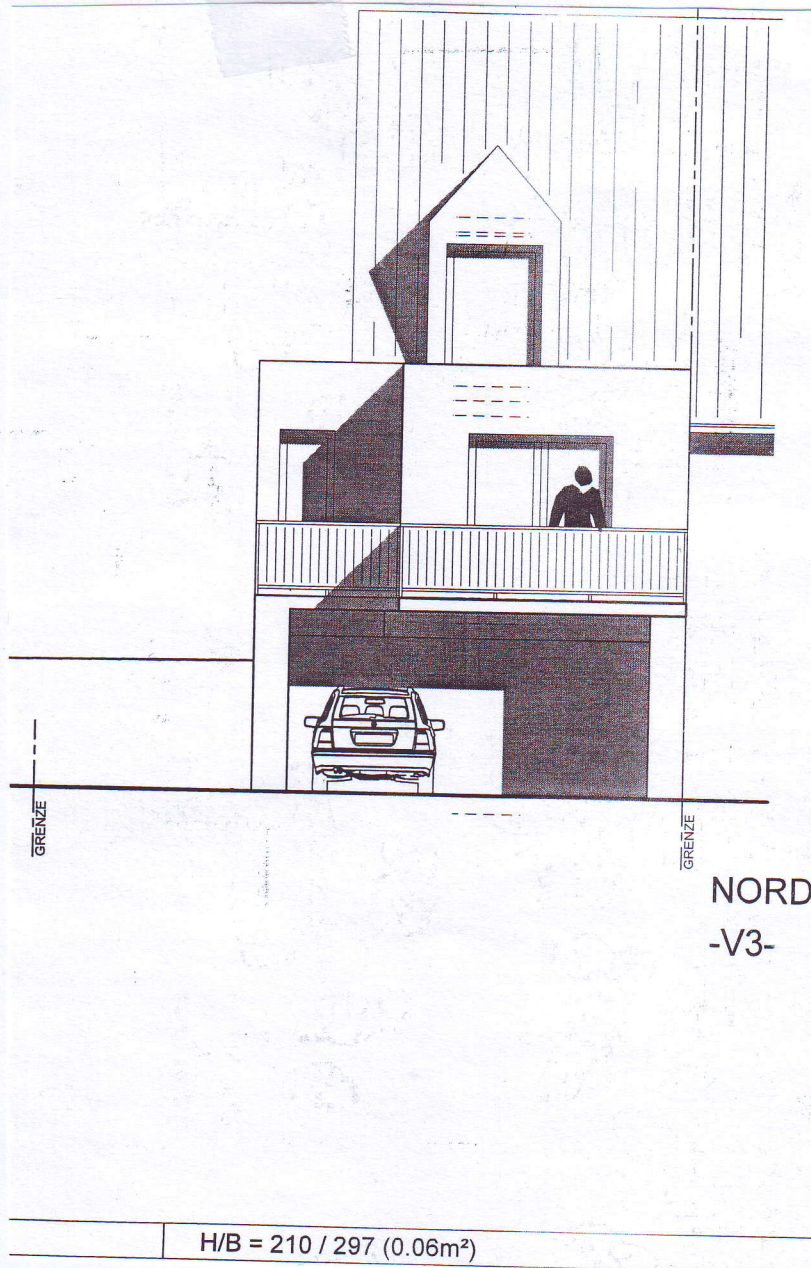 GRENZE
GRENZE
NORD
-V3-
H/B = 210 / 297 (0.06m²)